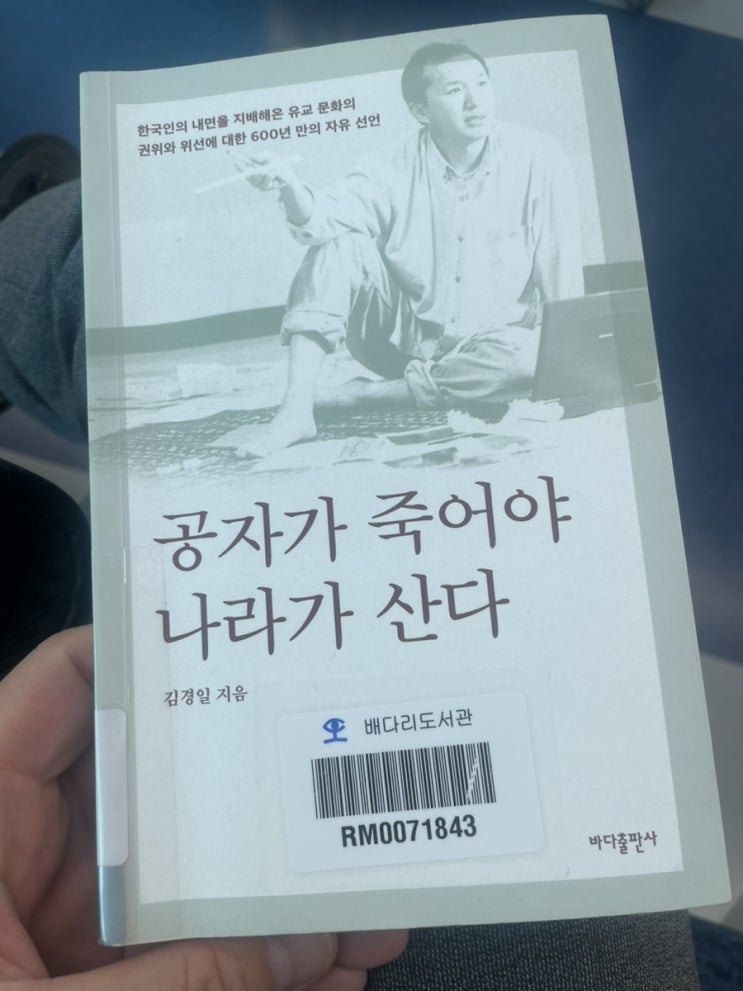 한국인의 내면을 지배해온 유교 문화의
권위와 위선에 대한 600년 만의 자유 선언
공자가 죽어야
나라가 산다
김경일 지음
배다리도서관
RM0071843
바다출판사